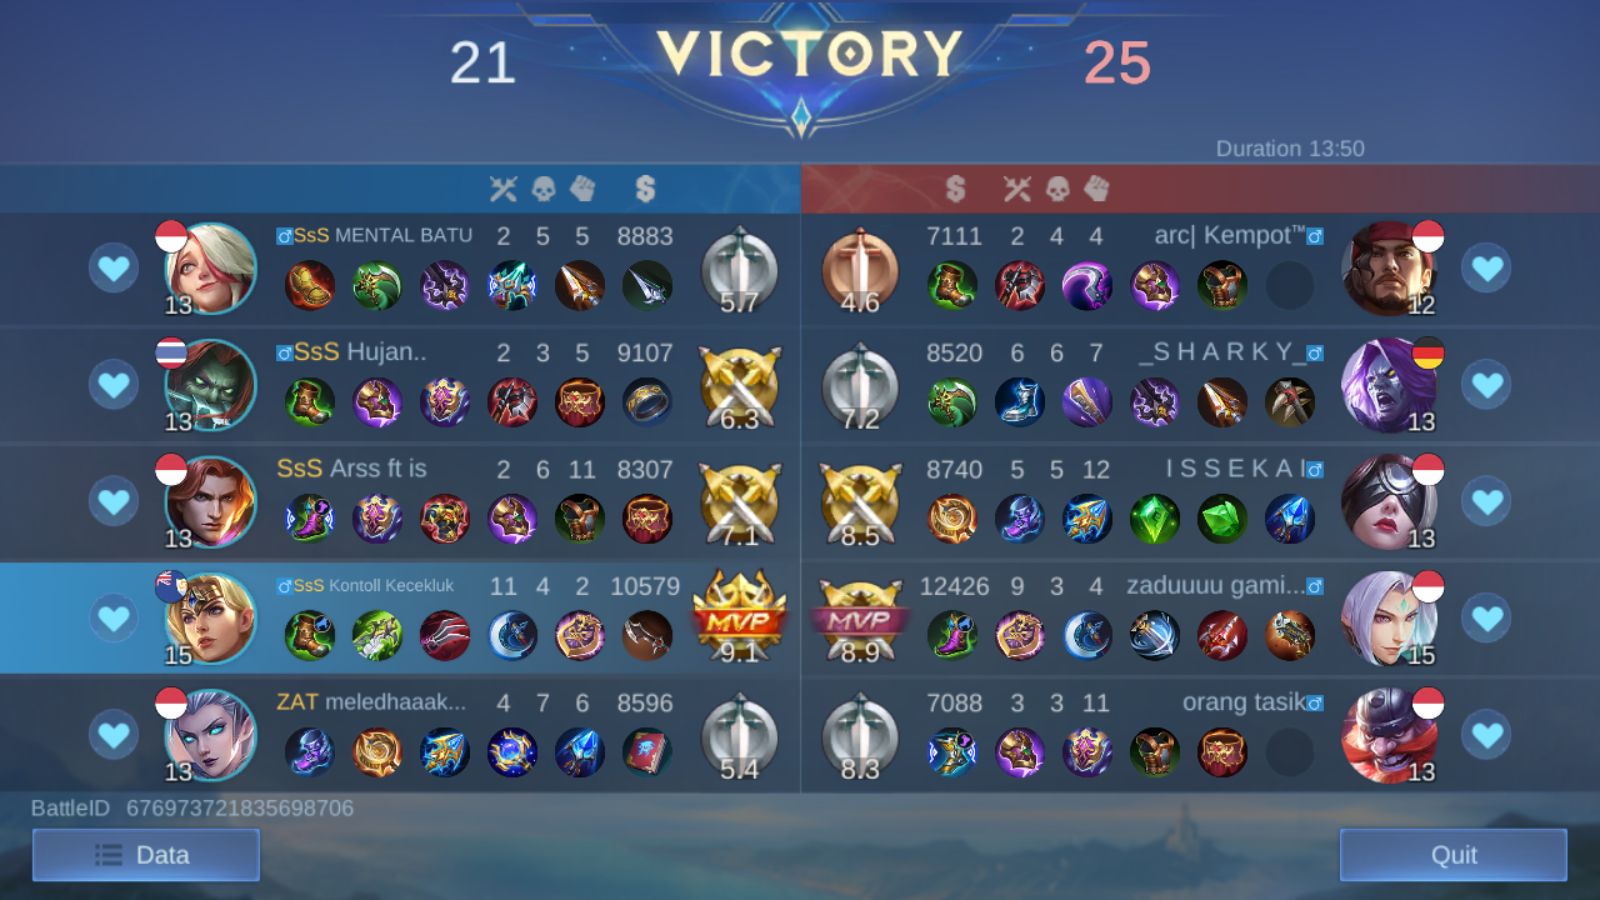 21 VICTORY 25
Duration 13:50
SsS MENTAL BATU 2 5 5 8883
13 5.7
4.6 7111 2 4 4 arc| Kempot™
12
SsS Hujan.. 2 3 5 9107
13 6.3
7.2 8520 6 6 7 _S H A R K Y_
13
SsS Arss ft is 2 6 11 8307
13 7.1
8.5 8740 5 5 12 I S S E K A I
13
SsS Kontoll Kecekluk 11 4 2 10579
15 MVP 9.1
MVP 8.9 12426 9 3 4 zaduuuu gami...
15
ZAT meledhaaak... 4 7 6 8596
13 5.4
8.3 7088 3 3 11 orang tasik
13
BattleID 676973721835698706
Data
Quit